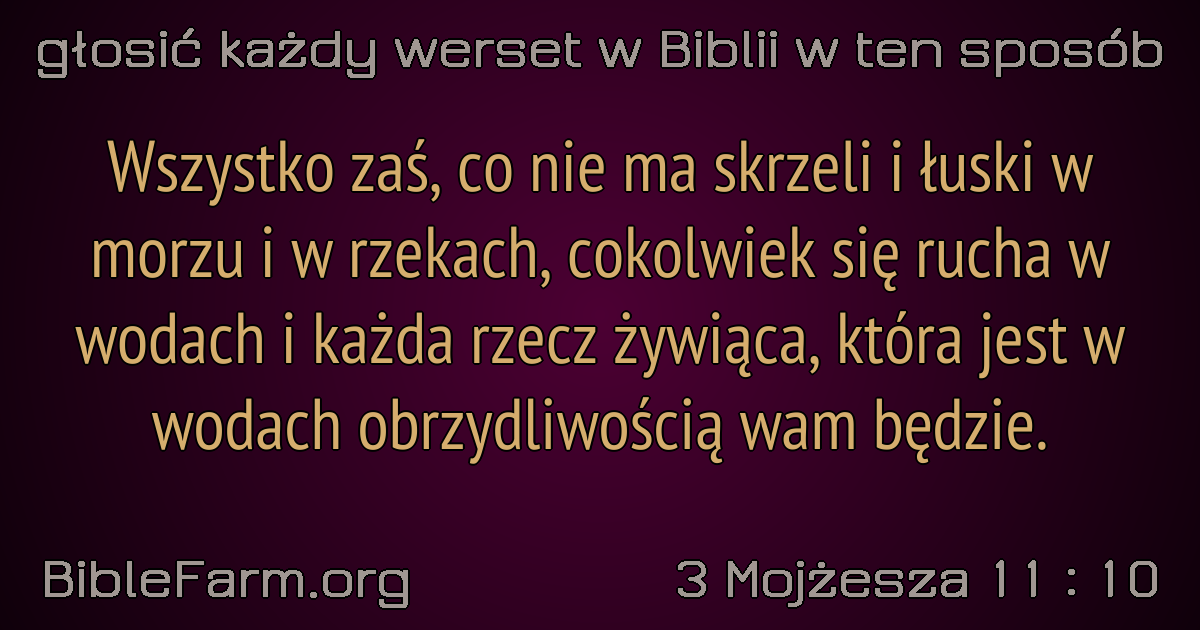 głosić każdy werset w Biblii w ten sposób
Wszystko zaś, co nie ma skrzeli i łuski w
morzu i w rzekach, cokolwiek się rucha w
wodach i każda rzecz żywiąca, która jest w
wodach obrzydliwością wam będzie.
BibleFarm.org
3 Mojżesza 11 : 10